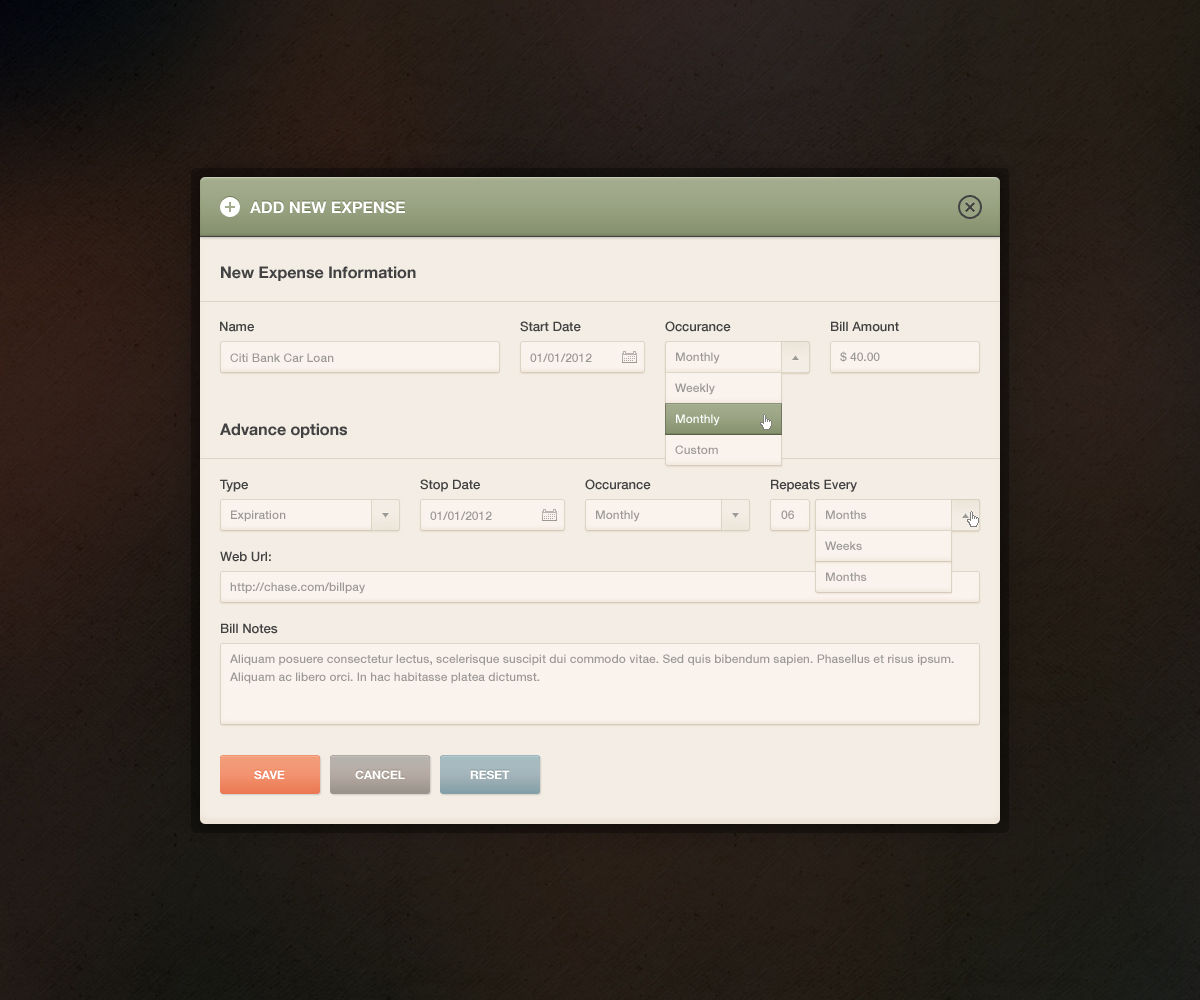 ADD NEW EXPENSE
New Expense Information
Name Start Date Occurance Bill Amount
Citi Bank Car Loan 01/01/2012 Monthly $ 40.00
Weekly
Monthly
Custom
Advance options
Type Stop Date Occurance Repeats Every
Expiration 01/01/2012 Monthly 06 Months
Weeks
Months
Web Url:
http://chase.com/billpay
Bill Notes
Aliquam posuere consectetur lectus, scelerisque suscipit dui commodo vitae. Sed quis bibendum sapien. Phasellus et risus ipsum.
Aliquam ac libero orci. In hac habitasse platea dictumst.
SAVE CANCEL RESET